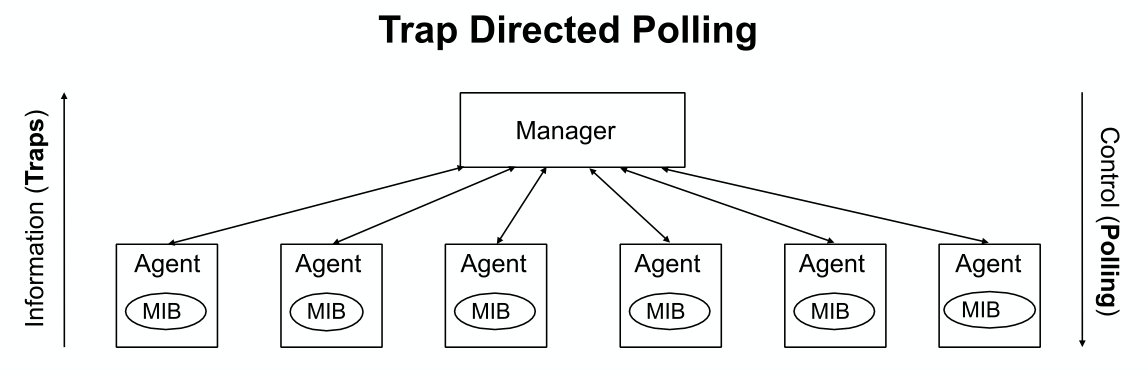 Trap Directed Polling
Information (Traps)
Manager
Control (Polling)
Agent
MIB
Agent
MIB
Agent
MIB
Agent
MIB
Agent
MIB
Agent
MIB